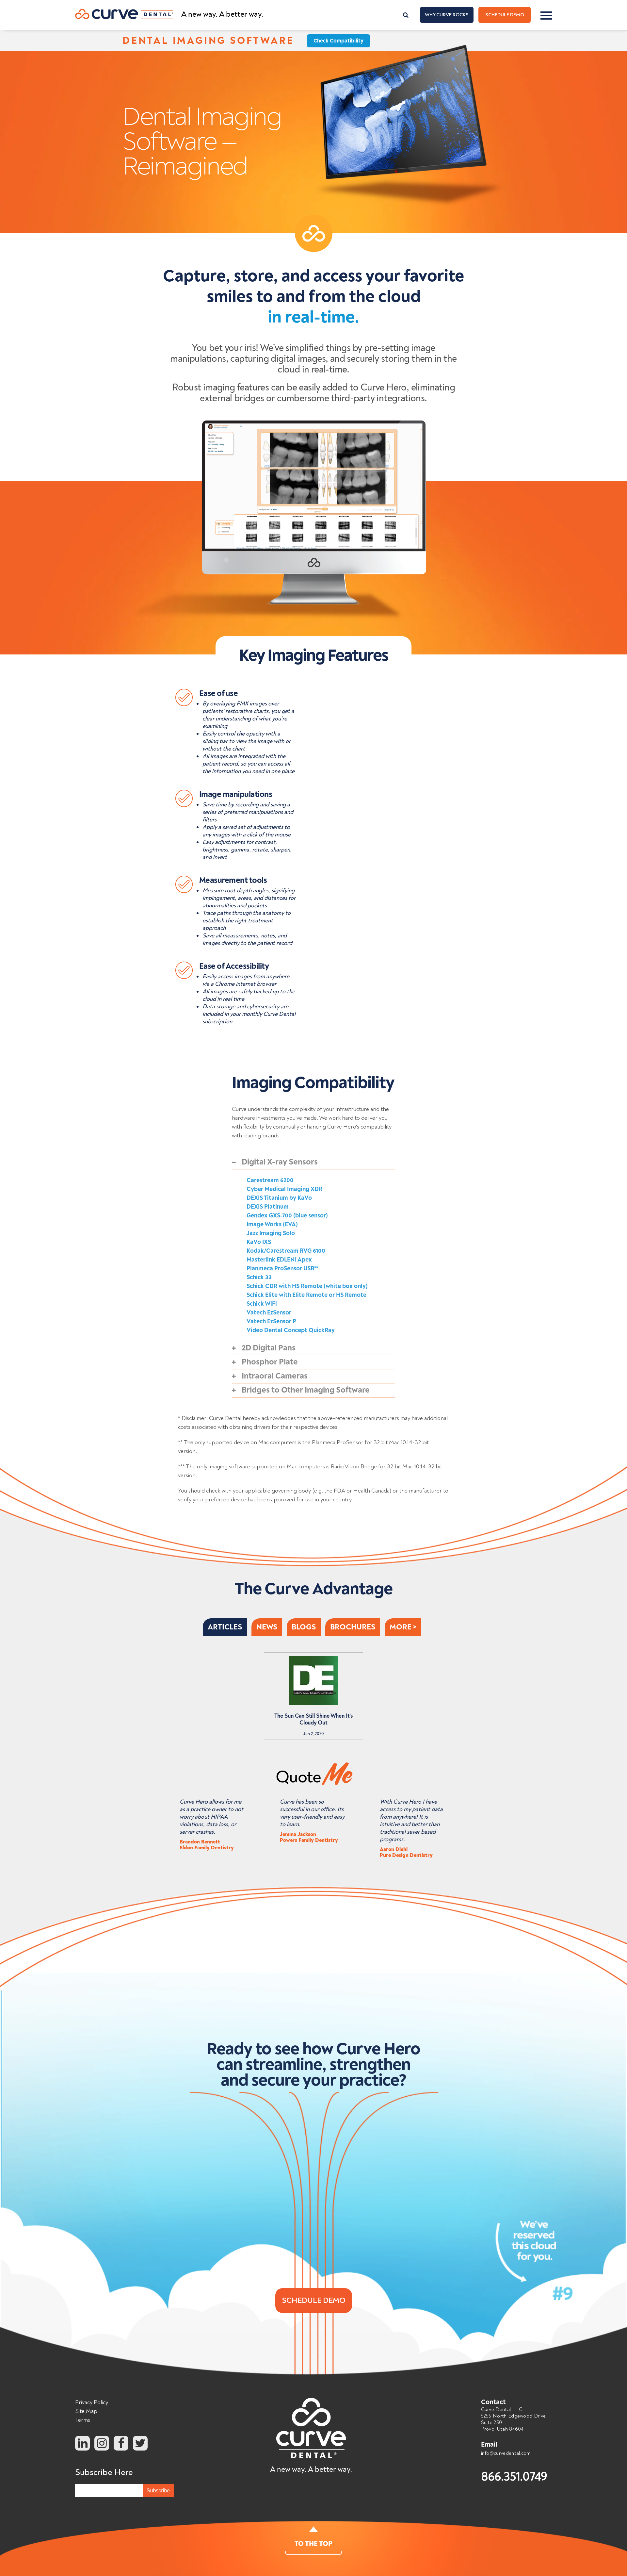 curve DENTAL®
A new way. A better way.
WHY CURVE ROCKS
SCHEDULE DEMO
DENTAL IMAGING SOFTWARE
Check Compatibility
Dental Imaging
Software –
Reimagined
Capture, store, and access your favorite
smiles to and from the cloud
in real-time.
You bet your iris! We've simplified things by pre-setting image
manipulations, capturing digital images, and securely storing them in the
cloud in real-time.
Robust imaging features can be easily added to Curve Hero, eliminating
external bridges or cumbersome third-party integrations.
Key Imaging Features
Ease of use
• By overlaying FMX images over
patients' restorative charts, you get a
clear understanding of what you're
examining
• Easily control the opacity with a
sliding bar to view the image with or
without the chart
• All images are integrated with the
patient record, so you can access all
the information you need in one place
Image manipulations
• Save time by recording and saving a
series of preferred manipulations and
filters
• Apply a saved set of adjustments to
any images with a click of the mouse
• Easy adjustments for contrast,
brightness, gamma, rotate, sharpen,
and invert
Measurement tools
• Measure root depth angles, signifying
impingement, areas, and distances for
abnormalities and pockets
• Trace paths through the anatomy to
establish the right treatment
approach
• Save all measurements, notes, and
images directly to the patient record
Ease of Accessibility
• Easily access images from anywhere
via a Chrome internet browser
• All images are safely backed up to the
cloud in real time
• Data storage and cybersecurity are
included in your monthly Curve Dental
subscription
Imaging Compatibility
Curve understands the complexity of your infrastructure and the
hardware investments you've made. We work hard to deliver you
with flexibility by continually enhancing Curve Hero's compatibility
with leading brands.
– Digital X-ray Sensors
Carestream 6200
Cyber Medical Imaging XDR
DEXIS Titanium by KaVo
DEXIS Platinum
Gendex GXS-700 (blue sensor)
Image Works (EVA)
Jazz Imaging Solo
KaVo IXS
Kodak/Carestream RVG 6100
Masterlink EDLENi Apex
Planmeca ProSensor USB**
Schick 33
Schick CDR with HS Remote (white box only)
Schick Elite with Elite Remote or HS Remote
Schick WiFi
Vatech EzSensor
Vatech EzSensor P
Video Dental Concept QuickRay
+ 2D Digital Pans
+ Phosphor Plate
+ Intraoral Cameras
+ Bridges to Other Imaging Software
* Disclaimer: Curve Dental hereby acknowledges that the above-referenced manufacturers may have additional
costs associated with obtaining drivers for their respective devices.
** The only supported device on Mac computers is the Planmeca ProSensor for 32 bit Mac 10.14-32 bit
version.
*** The only imaging software supported on Mac computers is RadioVision Bridge for 32 bit Mac 10.14-32 bit
version.
You should check with your applicable governing body (e.g. the FDA or Health Canada) or the manufacturer to
verify your preferred device has been approved for use in your country.
The Curve Advantage
ARTICLES
NEWS
BLOGS
BROCHURES
MORE >
DE
The Sun Can Still Shine When It's
Cloudy Out
Jun 2, 2020
Quote Me
Curve Hero allows for me
as a practice owner to not
worry about HIPAA
violations, data loss, or
server crashes.
Brandon Bennett
Eldon Family Dentistry
Curve has been so
successful in our office. Its
very user-friendly and easy
to learn.
Jemma Jackson
Powers Family Dentistry
With Curve Hero I have
access to my patient data
from anywhere! It is
intuitive and better than
traditional sever based
programs.
Aaron Diehl
Pure Design Dentistry
Ready to see how Curve Hero
can streamline, strengthen
and secure your practice?
We've
reserved
this cloud
for you.
#9
SCHEDULE DEMO
Privacy Policy
Site Map
Terms
Subscribe Here
Subscribe
curve
DENTAL®
A new way. A better way.
Contact
Curve Dental, LLC
5255 North Edgewood Drive
Suite 250
Provo, Utah 84604
Email
info@curvedental.com
866.351.0749
TO THE TOP